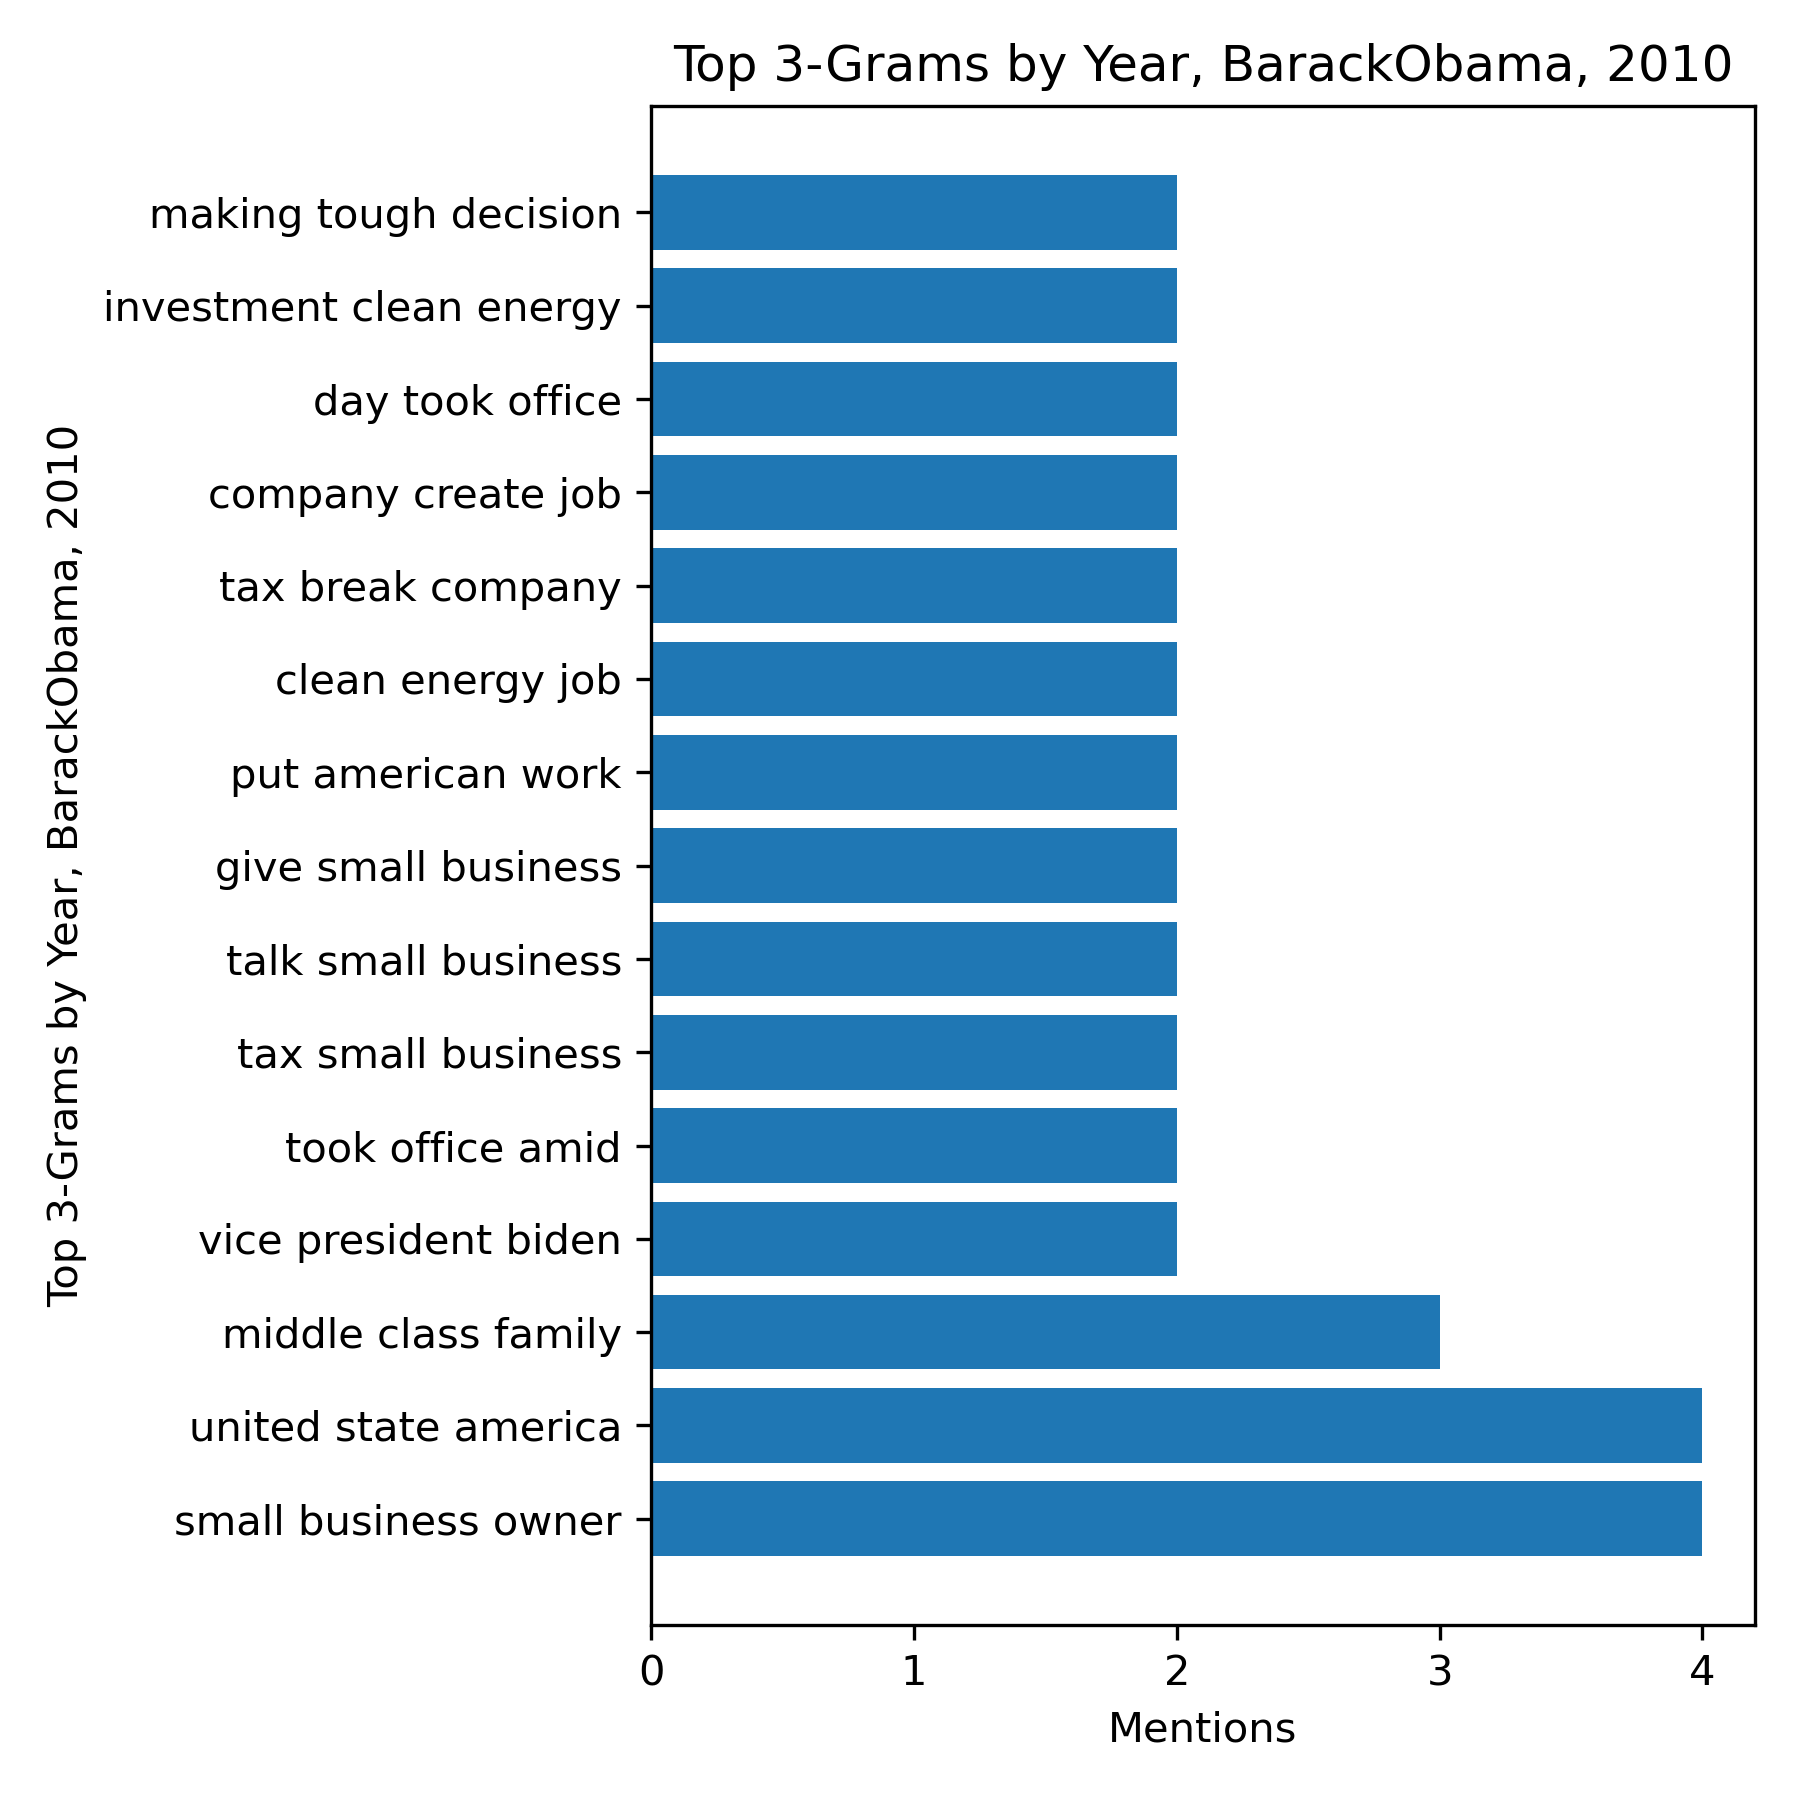 Top 3-Grams by Year, BarackObama, 2010
Top 3-Grams by Year, BarackObama, 2010
making tough decision
investment clean energy
day took office
company create job
tax break company
clean energy job
put american work
give small business
talk small business
tax small business
took office amid
vice president biden
middle class family
united state america
small business owner
0 1 2 3 4
Mentions